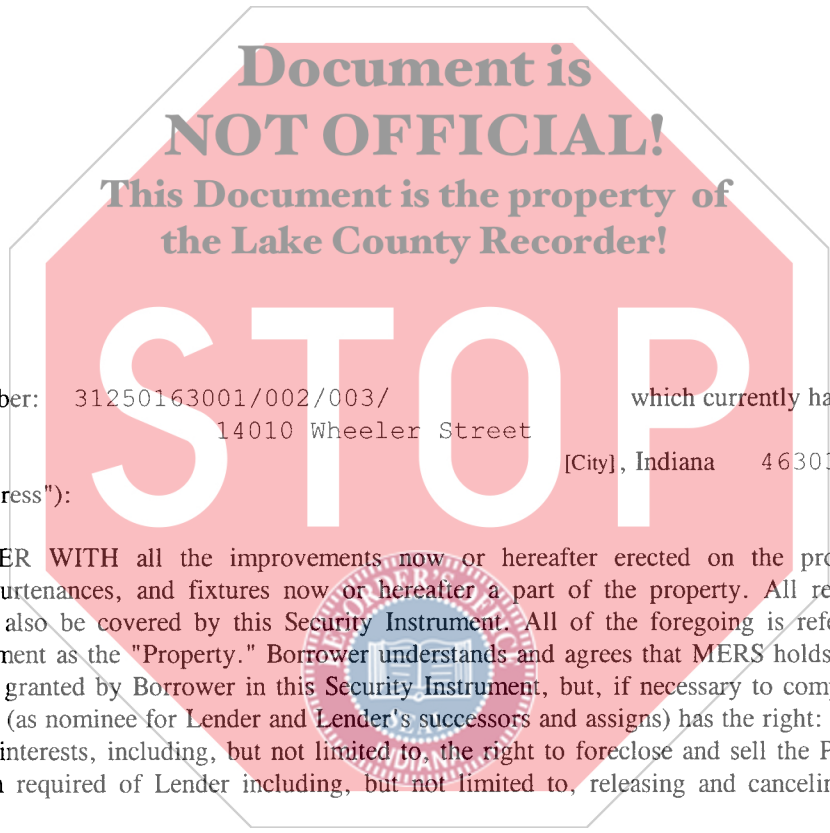 Document is
NOT OFFICIAL!
This Document is the property of
the Lake County Recorder!
STOP
ber: 31250163001/002/003/ which currently ha
14010 Wheeler Street
[City], Indiana 46303
ress"):
ER WITH all the improvements now or hereafter erected on the pro
urtenances, and fixtures now or hereafter a part of the property. All re
also be covered by this Security Instrument. All of the foregoing is refe
ment as the "Property." Borrower understands and agrees that MERS holds
granted by Borrower in this Security Instrument, but, if necessary to com
(as nominee for Lender and Lender's successors and assigns) has the right:
interests, including, but not limited to, the right to foreclose and sell the P
required of Lender including, but not limited to, releasing and cancelin
RECORDER'S OFFICE
INDIANA